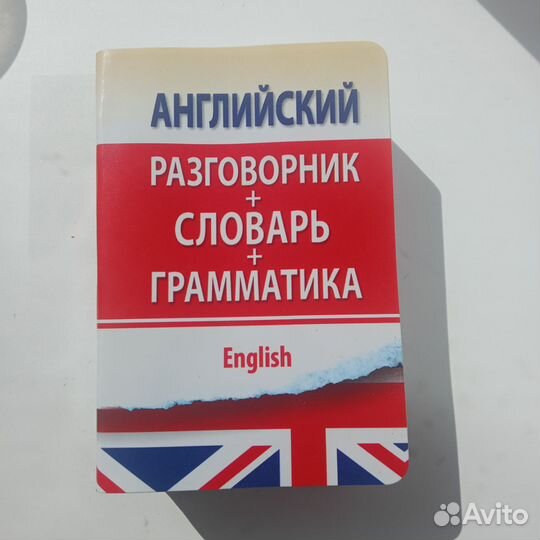 АНГЛИЙСКИЙ
РАЗГОВОРНИК
+
СЛОВАРЬ
+
ГРАММАТИКА
English
Avito